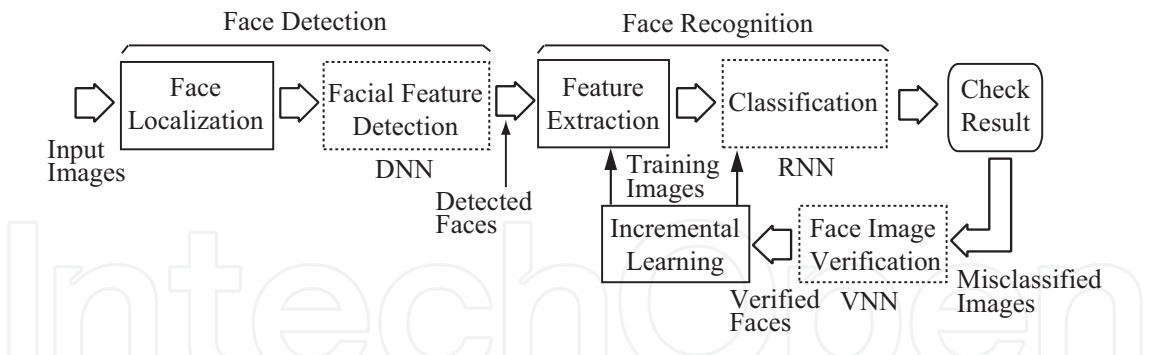 Face Detection
Face Recognition
Face
Localization
Facial Feature
Detection
Feature
Extraction
Classification
Check
Result
Input
Images
DNN
Detected
Faces
Training
Images
RNN
Incremental
Learning
Face Image
Verification
Verified
Faces
VNN
Misclassified
Images
IntechOpen